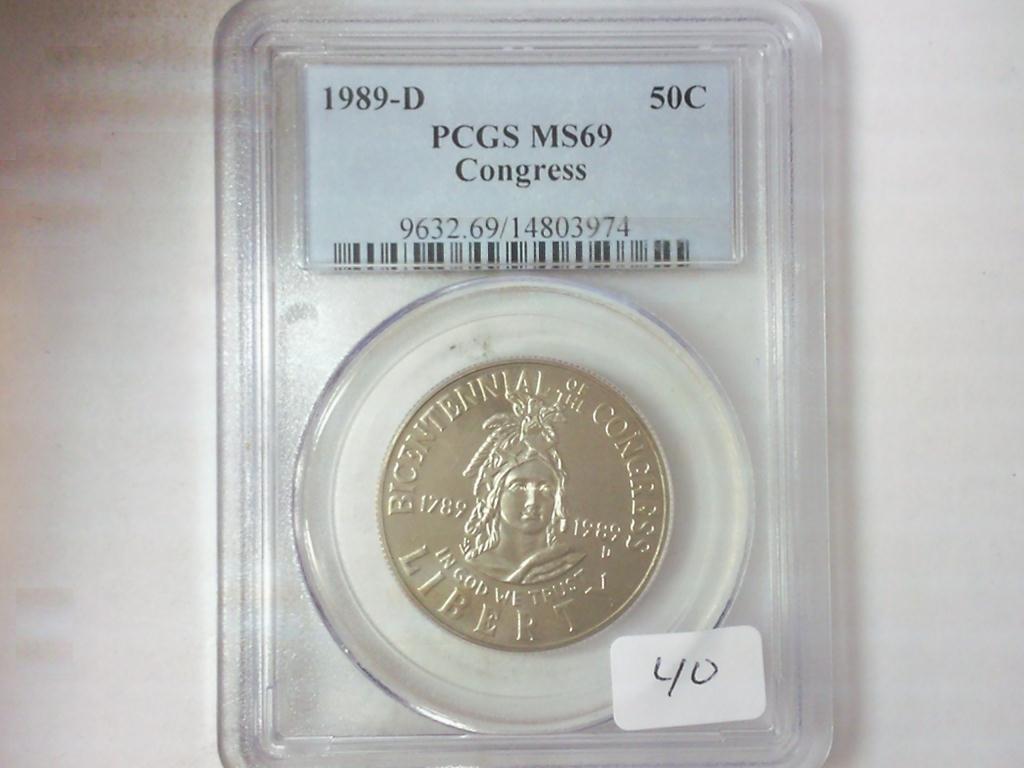 1989-D 50C
PCGS MS69
Congress
9632.69/14803974
BICENTENNIAL OF THE CONGRESS
1789
1989
D
IN GOD WE TRUST
LIBERTY
40